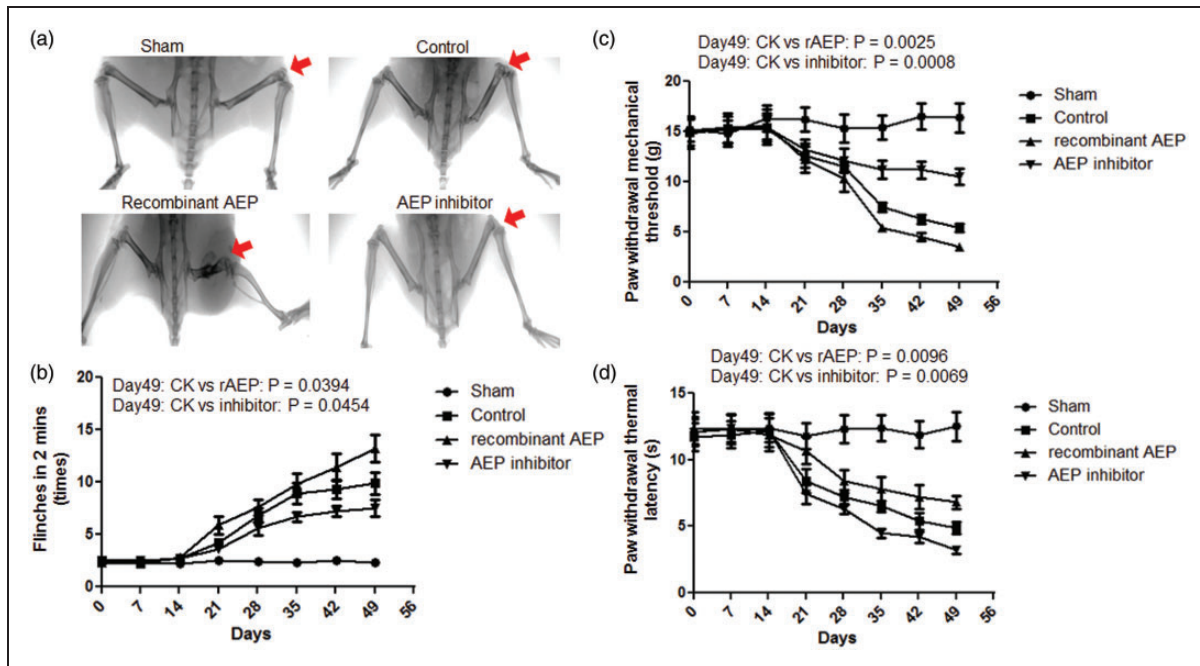 (a)
Sham
Control
Recombinant AEP
AEP inhibitor
(b)
Day49: CK vs rAEP: P = 0.0394
Day49: CK vs inhibitor: P = 0.0454
Flinches in 2 mins
(times)
20
15
10
5
0
0 7 14 21 28 35 42 49 56
Days
Sham
Control
recombinant AEP
AEP inhibitor
(c)
Day49: CK vs rAEP: P = 0.0025
Day49: CK vs inhibitor: P = 0.0008
Paw withdrawal mechanical
threshold (g)
20
15
10
5
0
0 7 14 21 28 35 42 49 56
Days
Sham
Control
recombinant AEP
AEP inhibitor
(d)
Day49: CK vs rAEP: P = 0.0096
Day49: CK vs inhibitor: P = 0.0069
Paw withdrawal thermal
latency (s)
15
10
5
0
0 7 14 21 28 35 42 49 56
Days
Sham
Control
recombinant AEP
AEP inhibitor